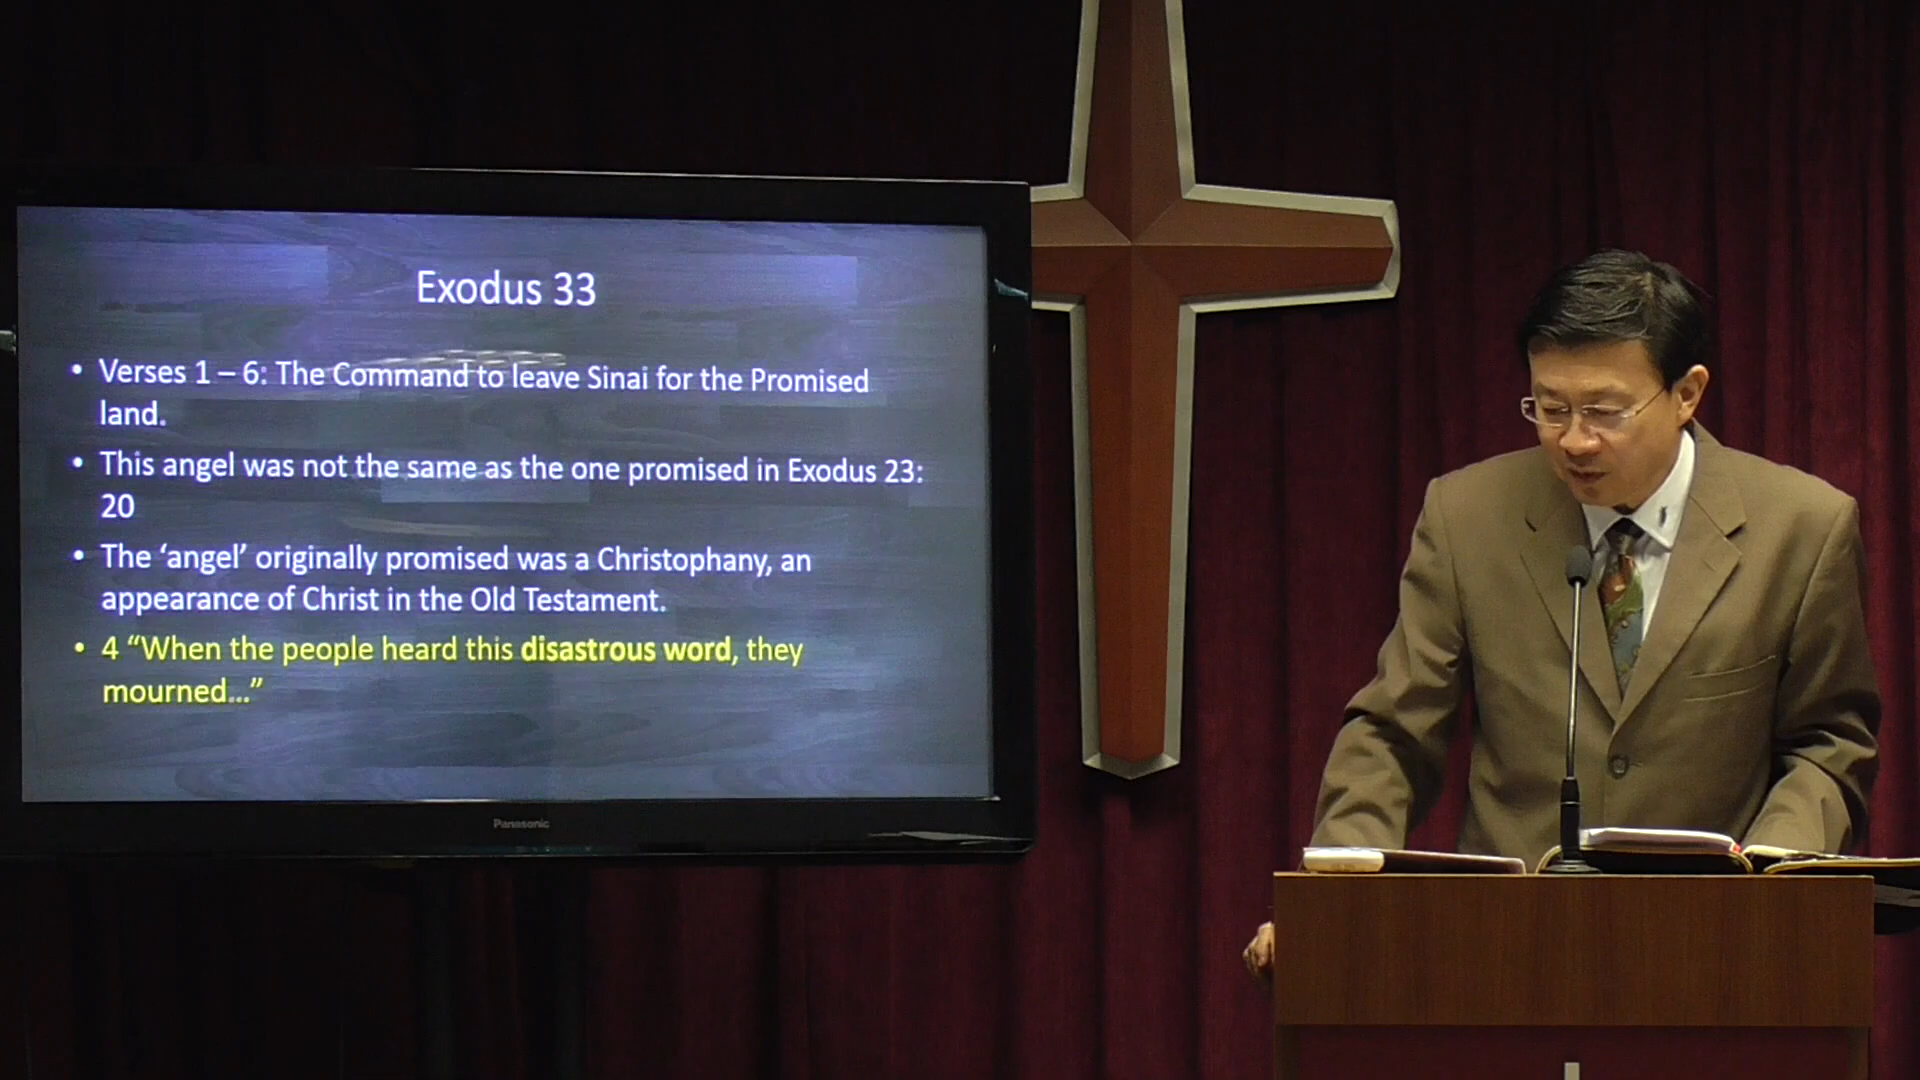 Exodus 33
• Verses 1 – 6: The Command to leave Sinai for the Promised
land.
• This angel was not the same as the one promised in Exodus 23:
20
• The ‘angel’ originally promised was a Christophany, an
appearance of Christ in the Old Testament.
• 4 “When the people heard this disastrous word, they
mourned...”
Panasonic